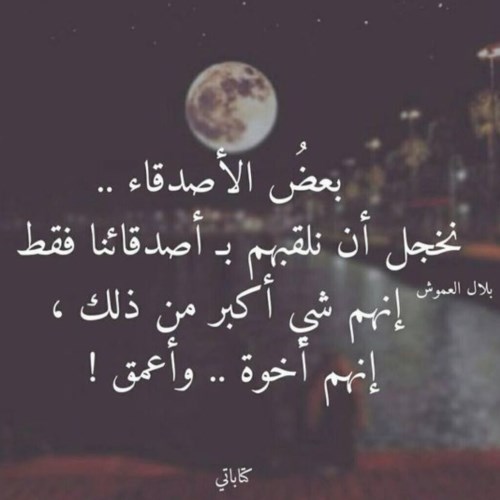 بعضُ الأصدقاء ..
نخجل أن نلقبهم بـ أصدقائنا فقط
بلال العموش
إنهم شي أكبر من ذلك ،
إنهم أخوة .. وأعمق !
كتاباتي